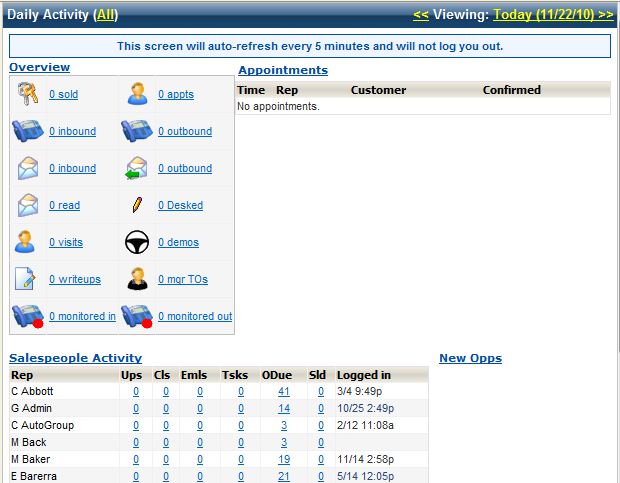 Daily Activity (All) << Viewing: Today (11/22/10) >>
This screen will auto-refresh every 5 minutes and will not log you out.
Overview
0 sold 0 appts
0 inbound 0 outbound
0 inbound 0 outbound
0 read 0 Desked
0 visits 0 demos
0 writeups 0 mgr TOs
0 monitored in 0 monitored out
Appointments
Time Rep Customer Confirmed
No appointments.
Salespeople Activity
Rep Ups Cls Emls Tsks ODue Sld Logged in
C Abbott 0 0 0 0 41 0 3/4 9:49p
G Admin 0 0 0 0 14 0 10/25 2:49p
C AutoGroup 0 0 0 0 3 0 2/12 11:08a
M Back 0 0 0 0 3 0
M Baker 0 0 0 0 19 0 11/14 2:58p
E Barerra 0 0 0 0 21 0 5/14 12:05p
New Opps